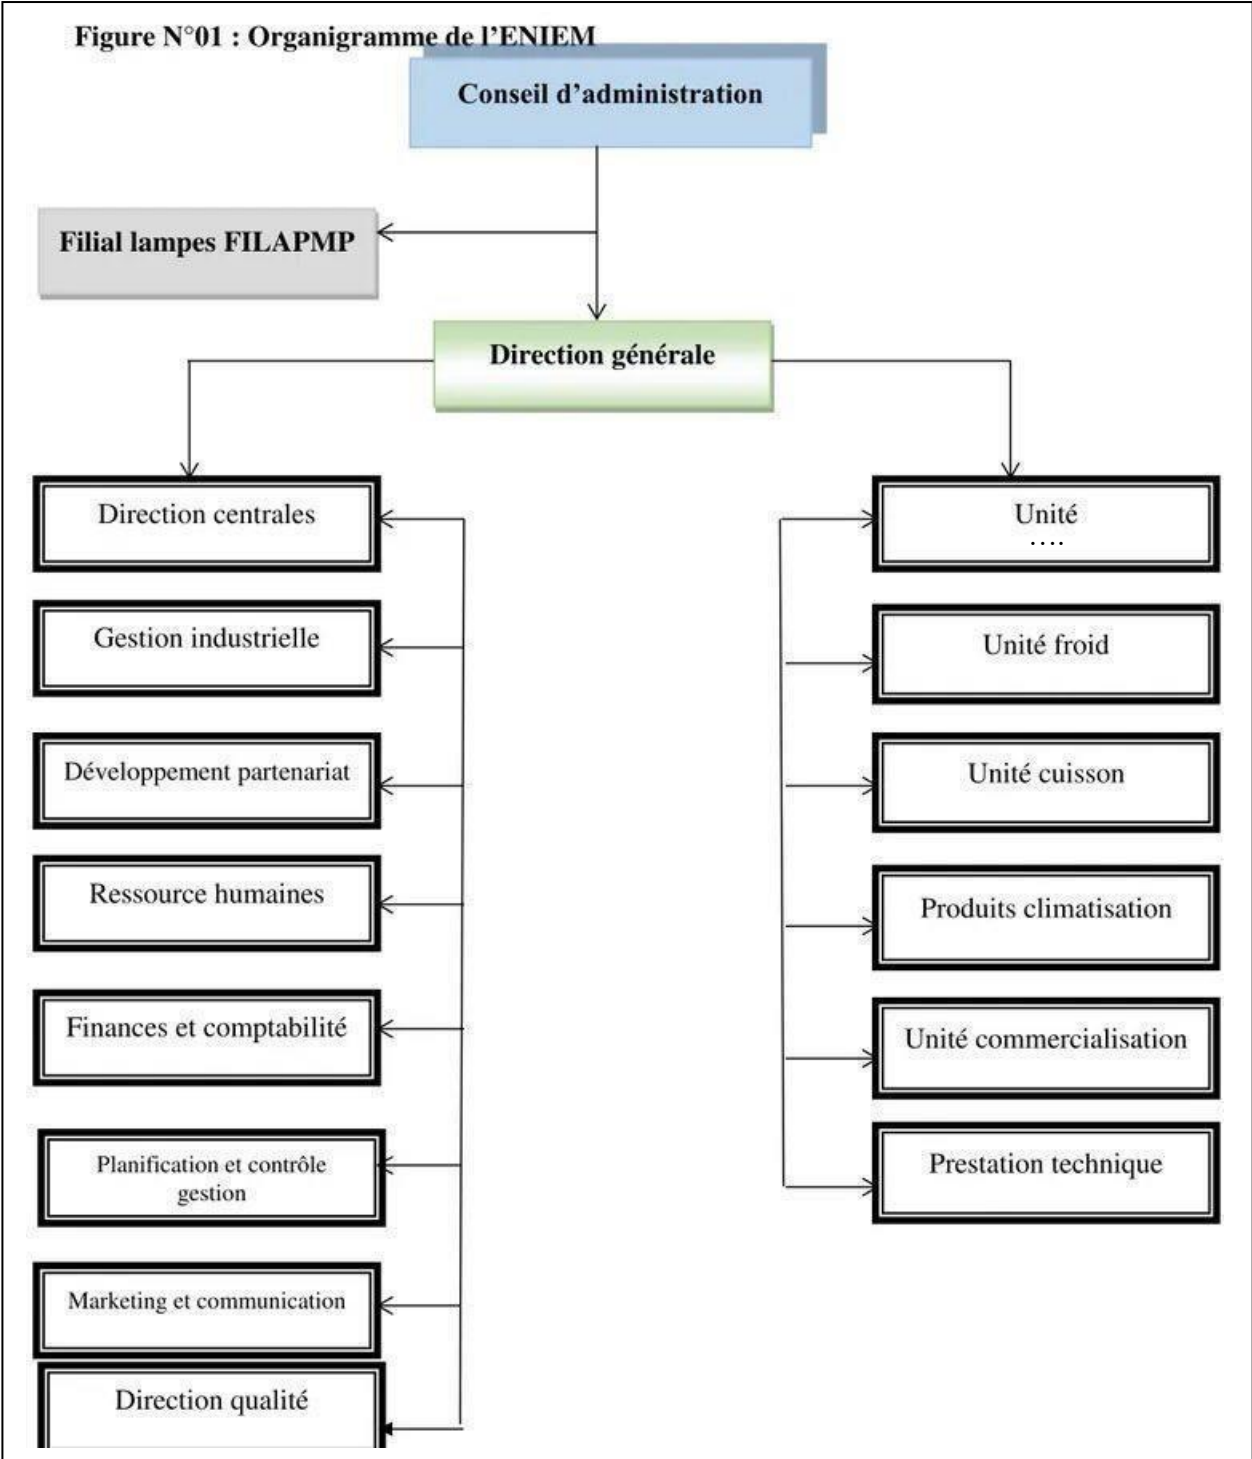 Figure N°01 : Organigramme de l’ENIEM
Conseil d’administration
Filial lampes FILAPMP
Direction générale
Direction centrales
Gestion industrielle
Développement partenariat
Ressource humaines
Finances et comptabilité
Planification et contrôle
gestion
Marketing et communication
Direction qualité
Unité
….
Unité froid
Unité cuisson
Produits climatisation
Unité commercialisation
Prestation technique